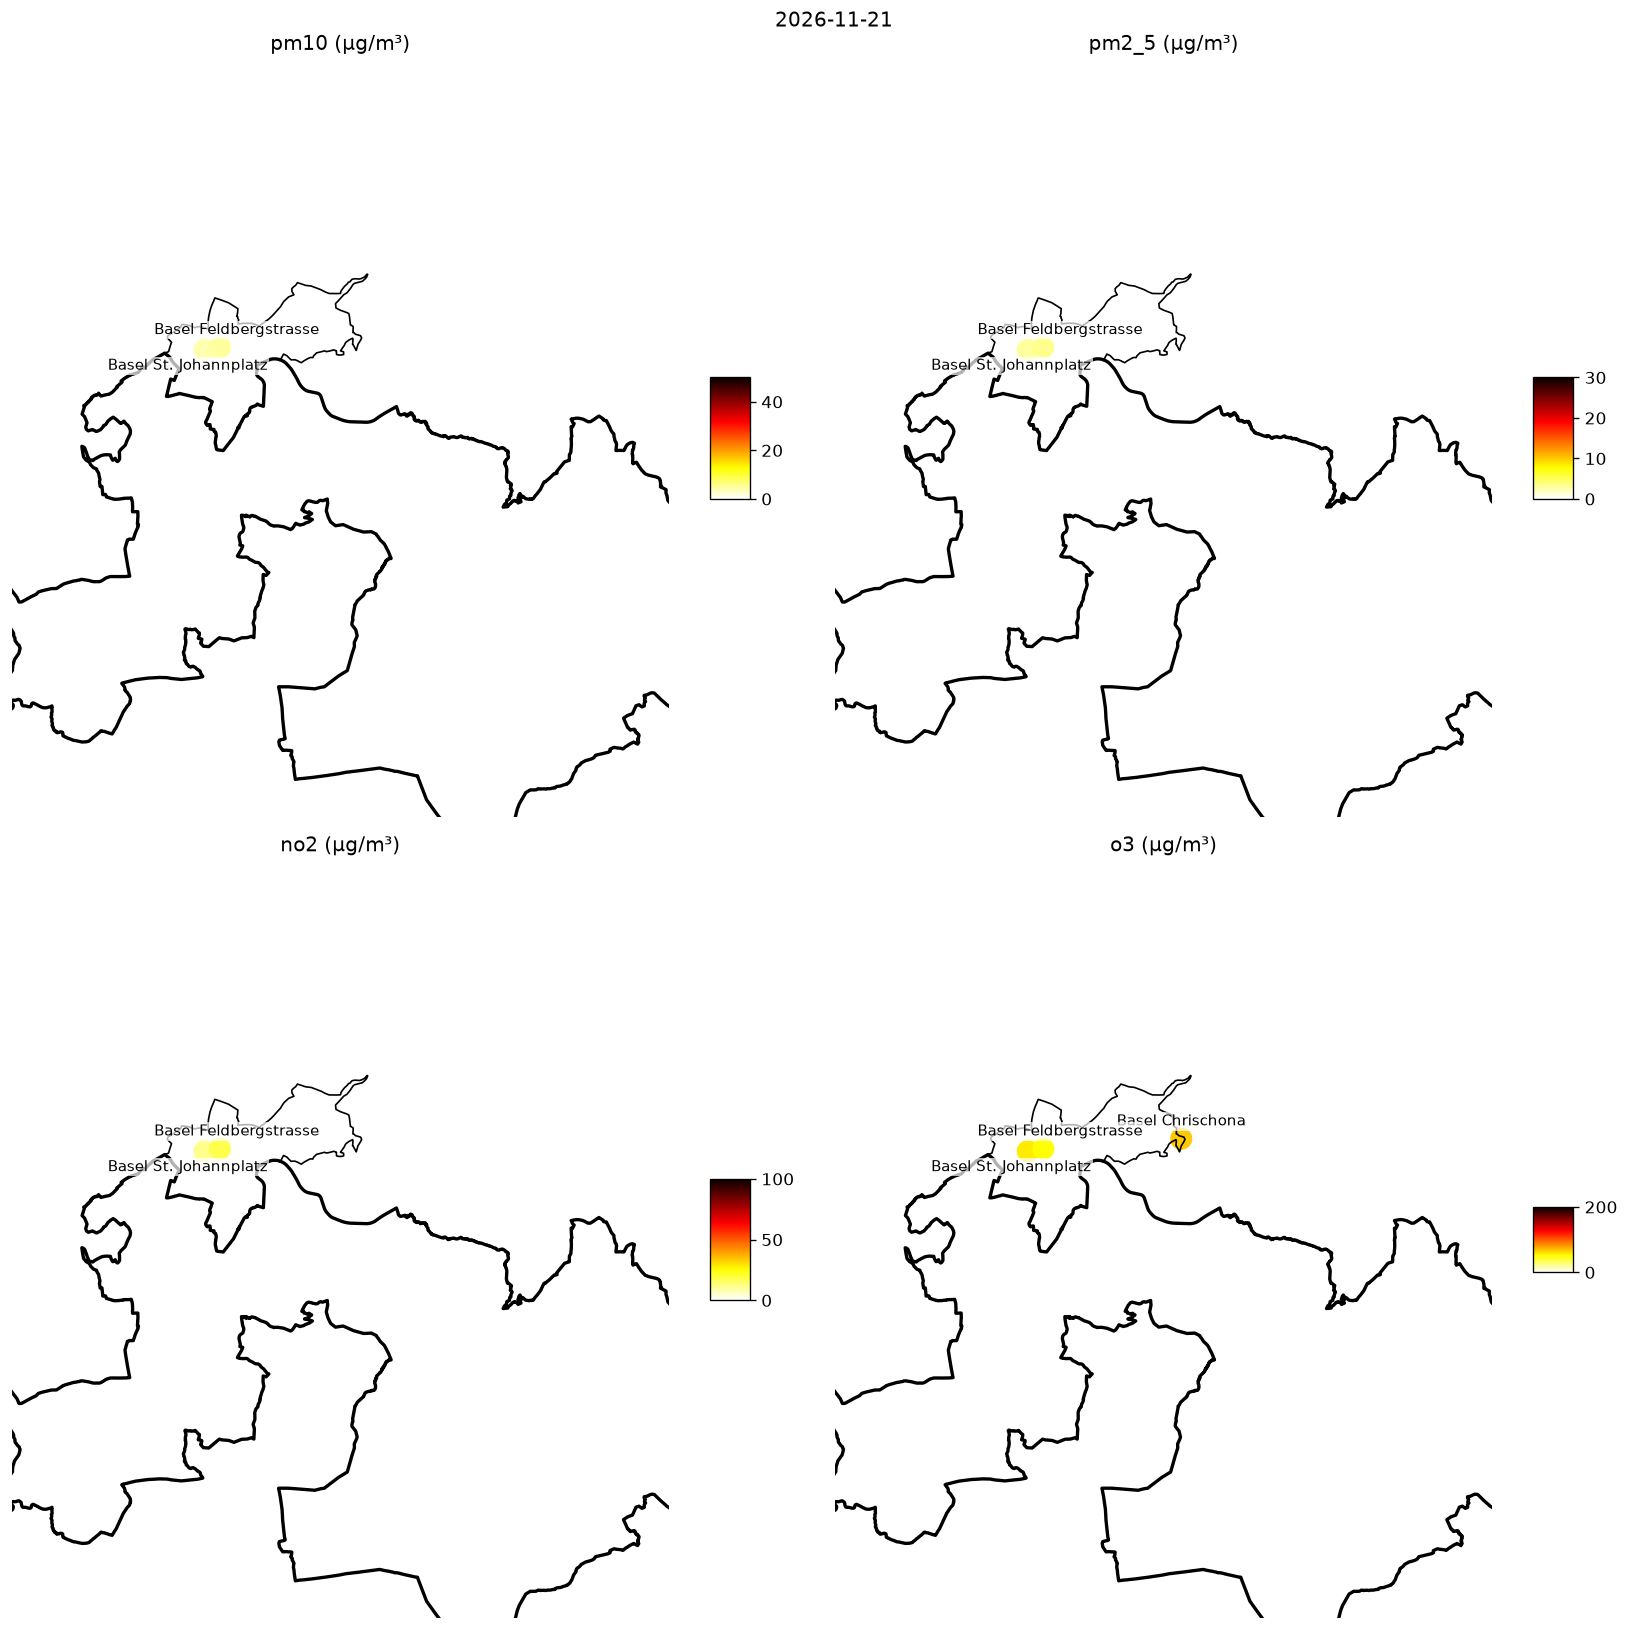 2026-11-21
pm10 (µg/m³)
pm2_5 (µg/m³)
Basel Feldbergstrasse
Basel St. Johannplatz
40
20
0
Basel Feldbergstrasse
Basel St. Johannplatz
30
20
10
0
no2 (µg/m³)
o3 (µg/m³)
Basel Feldbergstrasse
Basel St. Johannplatz
100
50
0
Basel Chrischona
Basel Feldbergstrasse
Basel St. Johannplatz
200
0